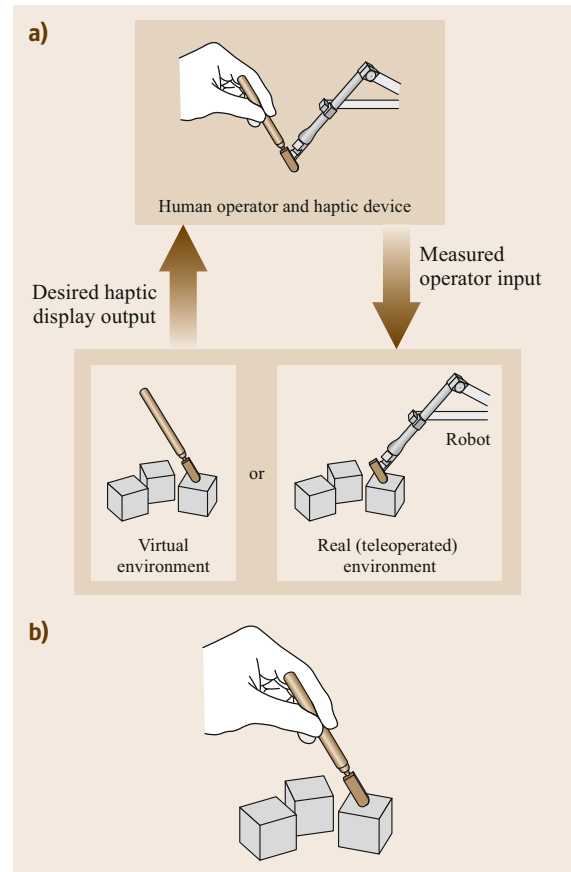 a)
Human operator and haptic device
Desired haptic
display output
Measured
operator input
Robot
or
Virtual
environment
Real (teleoperated)
environment
b)